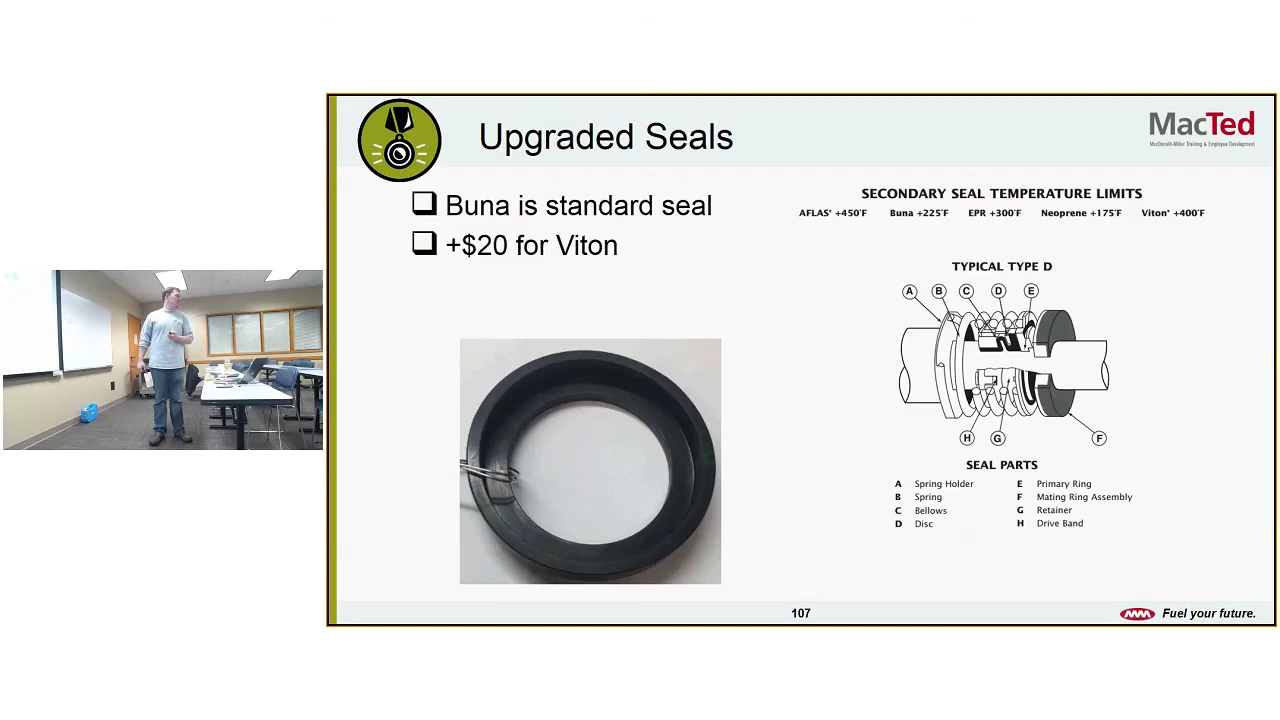 Upgraded Seals
MacTed
MacDonald-Miller Training & Employee Development
Buna is standard seal
+$20 for Viton
SECONDARY SEAL TEMPERATURE LIMITS
AFLAS* +450°F Buna +225°F EPR +300°F Neoprene +175°F Viton* +400°F
TYPICAL TYPE D
A B C D E
H G F
SEAL PARTS
A Spring Holder E Primary Ring
B Spring F Mating Ring Assembly
C Bellows G Retainer
D Disc H Drive Band
107
Fuel your future.